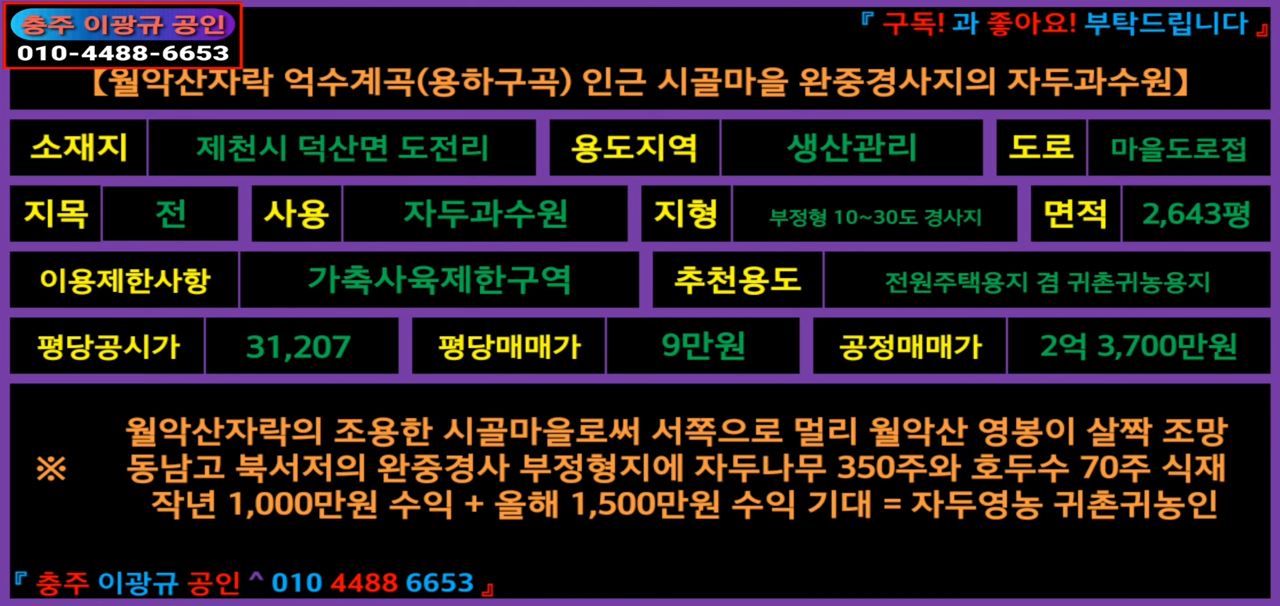 충주 이광규 공인
010-4488-6653
『 구독! 과 좋아요! 부탁드립니다 』
【월악산자락 억수계곡(용하구곡) 인근 시골마을 완중경사지의 자두과수원】
소재지 제천시 덕산면 도전리 용도지역 생산관리 도로 마을도로접
지목 전 사용 자두과수원 지형 부정형 10~30도 경사지 면적 2,643평
이용제한사항 가축사육제한구역 추천용도 전원주택용지 겸 귀촌귀농용지
평당공시가 31,207 평당매매가 9만원 공정매매가 2억 3,700만원
월악산자락의 조용한 시골마을로써 서쪽으로 멀리 월악산 영봉이 살짝 조망
※ 동남고 북서저의 완중경사 부정형지에 자두나무 350주와 호두수 70주 식재
작년 1,000만원 수익 + 올해 1,500만원 수익 기대 = 자두영농 귀촌귀농인
『 충주 이광규 공인 ^ 010 4488 6653 』